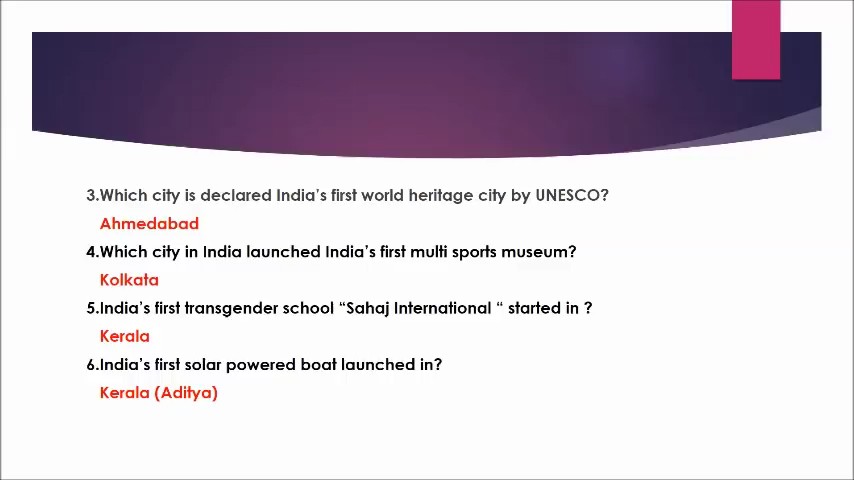 3.Which city is declared India's first world heritage city by UNESCO?
Ahmedabad
4.Which city in India launched India's first multi sports museum?
Kolkata
5.India's first transgender school “Sahaj International “ started in ?
Kerala
6.India's first solar powered boat launched in?
Kerala (Aditya)